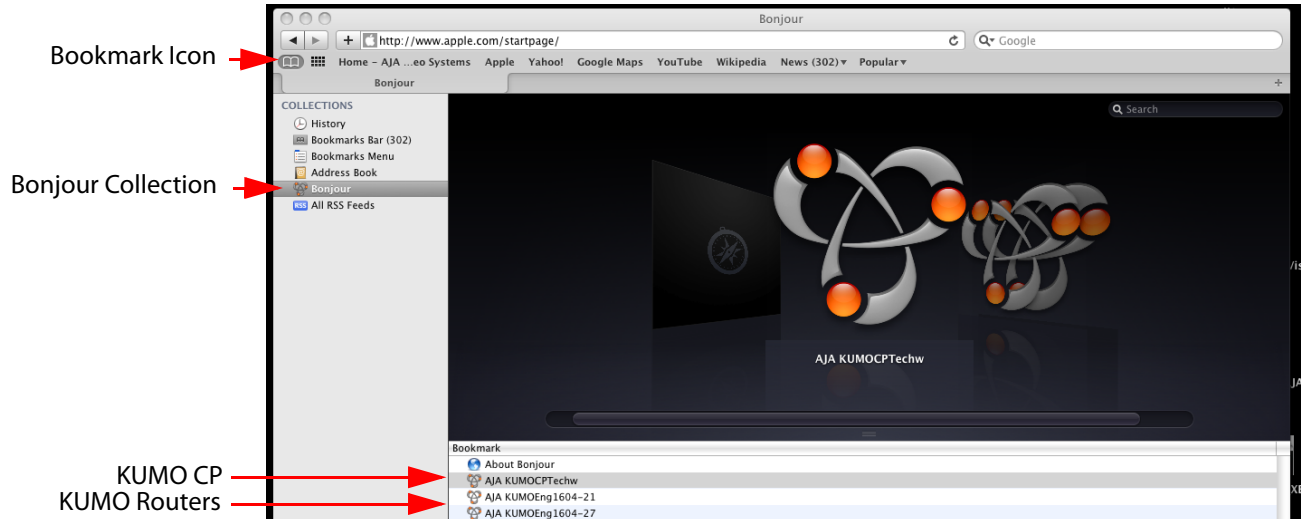 Bonjour
http://www.apple.com/startpage/
Google
Bookmark Icon
Home – AJA ...eo Systems Apple Yahoo! Google Maps YouTube Wikipedia News (302) Popular
Bonjour
COLLECTIONS
Search
History
Bookmarks Bar (302)
Bookmarks Menu
Address Book
Bonjour Collection
Bonjour
RSS All RSS Feeds
AJA KUMOCPTechw
Bookmark
About Bonjour
KUMO CP
AJA KUMOCPTechw
KUMO Routers
AJA KUMOEng1604-21
AJA KUMOEng1604-27